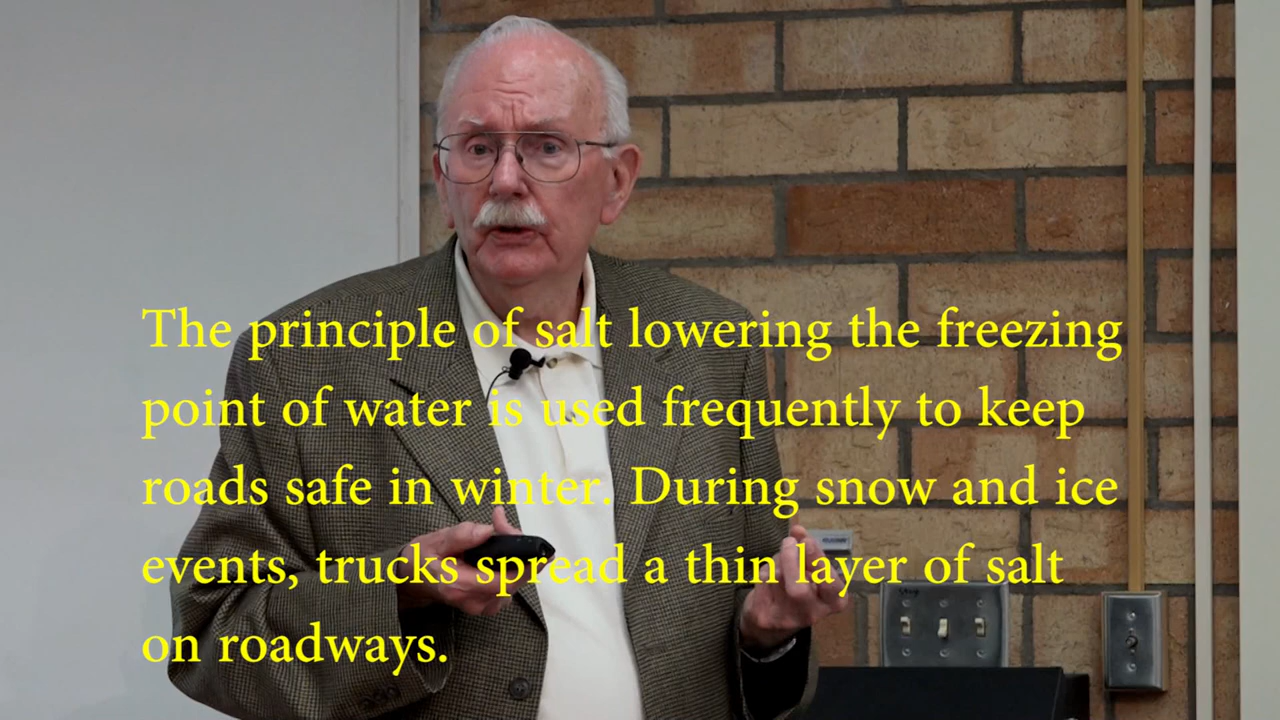 The principle of salt lowering the freezing
point of water is used frequently to keep
roads safe in winter. During snow and ice
events, trucks spread a thin layer of salt
on roadways.